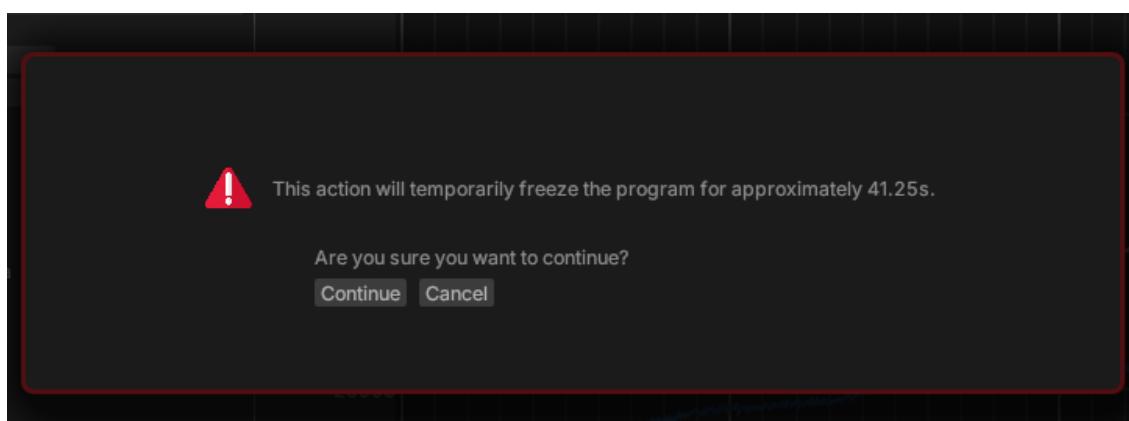 This action will temporarily freeze the program for approximately 41.25s.
Are you sure you want to continue?
Continue Cancel